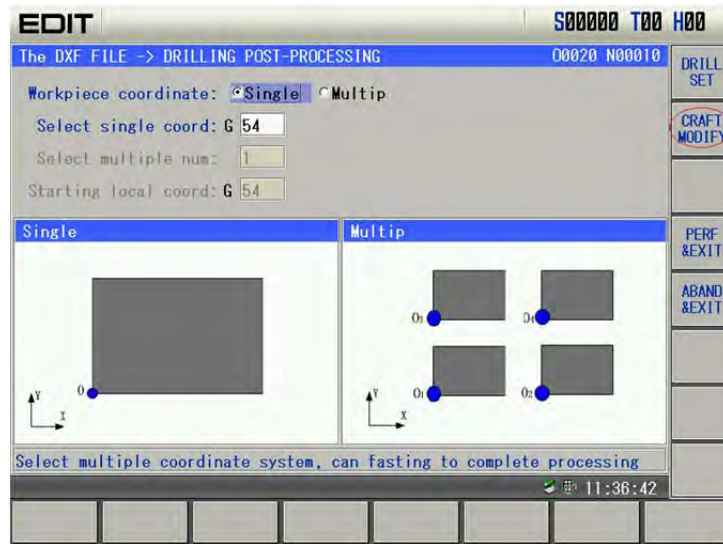 EDIT S00000 T00 H00
The DXF FILE -> DRILLING POST-PROCESSING O0020 N00010
Workpiece coordinate: Single Multip
Select single coord: G 54
Select multiple num: 1
Starting local coord: G 54
Single Multip
O3 O4
Y O X
Y O1 O2 X
Select multiple coordinate system, can fasting to complete processing
11:36:42
DRILL
SET
CRAFT
MODIFY
PERF
&EXIT
ABAND
&EXIT